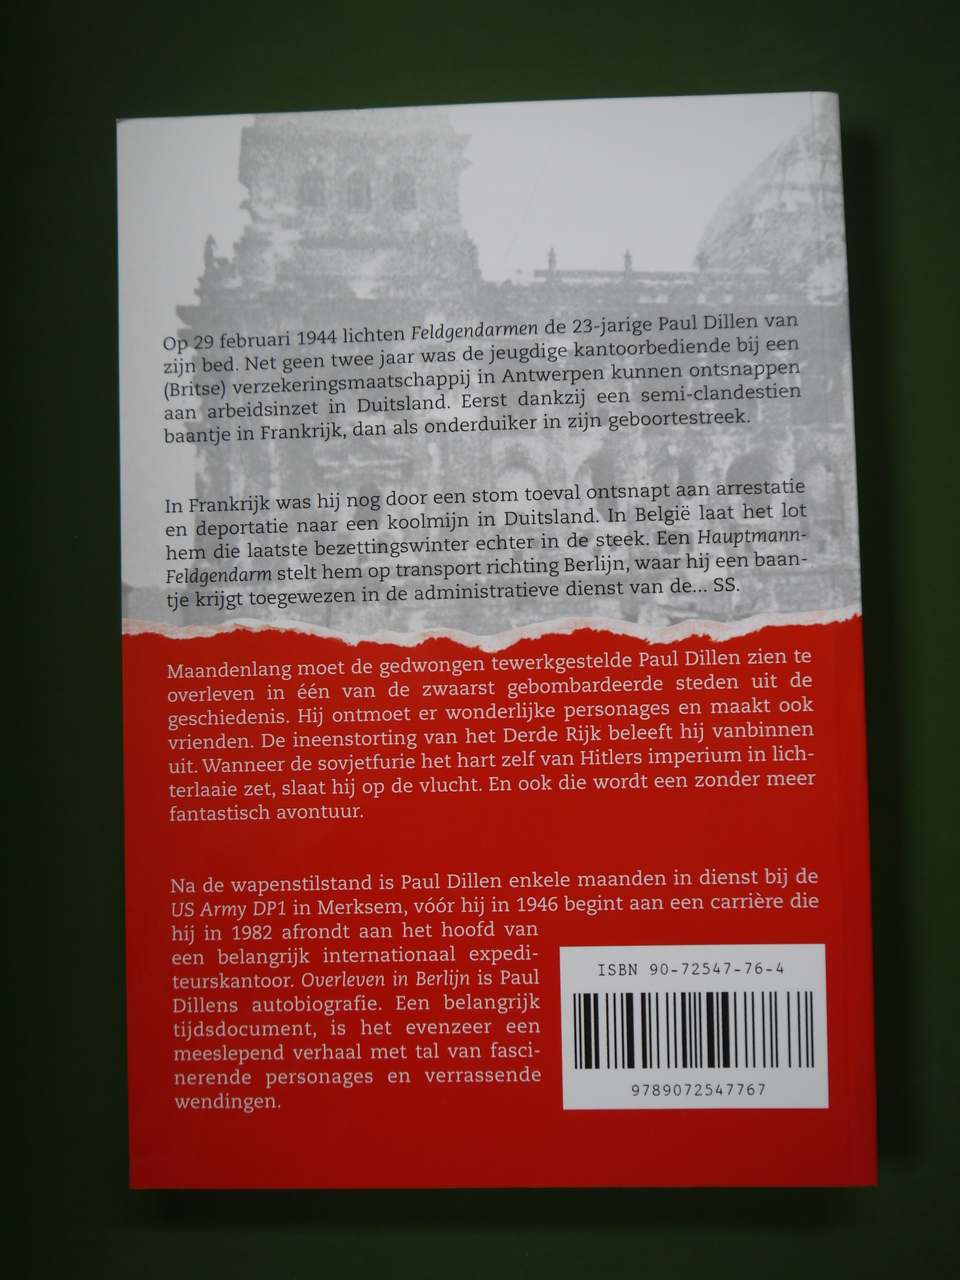 Op 29 februari 1944 lichten Feldgendarmen de 23-jarige Paul Dillen van
zijn bed. Net geen twee jaar was de jeugdige kantoorbediende bij een
(Britse) verzekeringsmaatschappij in Antwerpen kunnen ontsnappen
aan arbeidsinzet in Duitsland. Eerst dankzij een semi-clandestien
baantje in Frankrijk, dan als onderduiker in zijn geboortestreek.
In Frankrijk was hij nog door een stom toeval ontsnapt aan arrestatie
en deportatie naar een koolmijn in Duitsland. In België laat het lot
hem die laatste bezettingswinter echter in de steek. Een Hauptmann-
Feldgendarm stelt hem op transport richting Berlijn, waar hij een baan-
tje krijgt toegewezen in de administratieve dienst van de... SS.
Maandenlang moet de gedwongen tewerkgestelde Paul Dillen zien te
overleven in één van de zwaarst gebombardeerde steden uit de
geschiedenis. Hij ontmoet er wonderlijke personages en maakt ook
vrienden. De ineenstorting van het Derde Rijk beleeft hij vanbinnen
uit. Wanneer de sovjetfurie het hart zelf van Hitlers imperium in lich-
terlaaie zet, slaat hij op de vlucht. En ook die wordt een zonder meer
fantastisch avontuur.
Na de wapenstilstand is Paul Dillen enkele maanden in dienst bij de
US Army DP1 in Merksem, vóór hij in 1946 begint aan een carrière die
hij in 1982 afrondt aan het hoofd van
een belangrijk internationaal expedi-
teurskantoor. Overleven in Berlijn is Paul
Dillens autobiografie. Een belangrijk
tijdsdocument, is het evenzeer een
meeslepend verhaal met tal van fasci-
nerende personages en verrassende
wendingen.
ISBN 90-72547-76-4
9789072547767